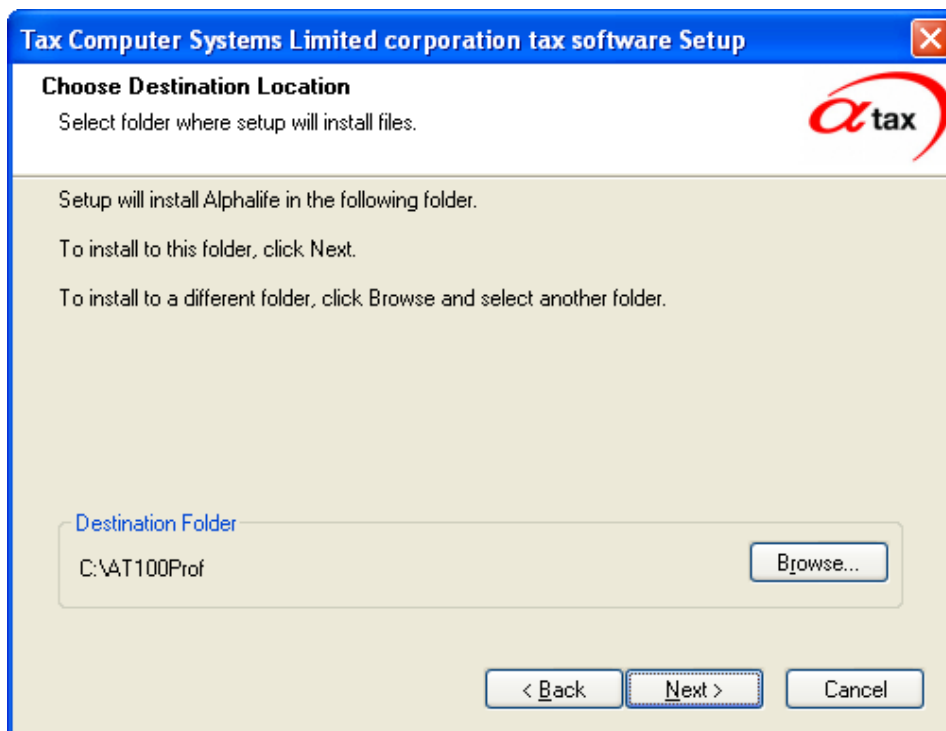 Tax Computer Systems Limited corporation tax software Setup
Choose Destination Location
Select folder where setup will install files.
α tax
Setup will install Alphalife in the following folder.
To install to this folder, click Next.
To install to a different folder, click Browse and select another folder.
Destination Folder
C:\AT100Prof
Browse...
< Back
Next >
Cancel